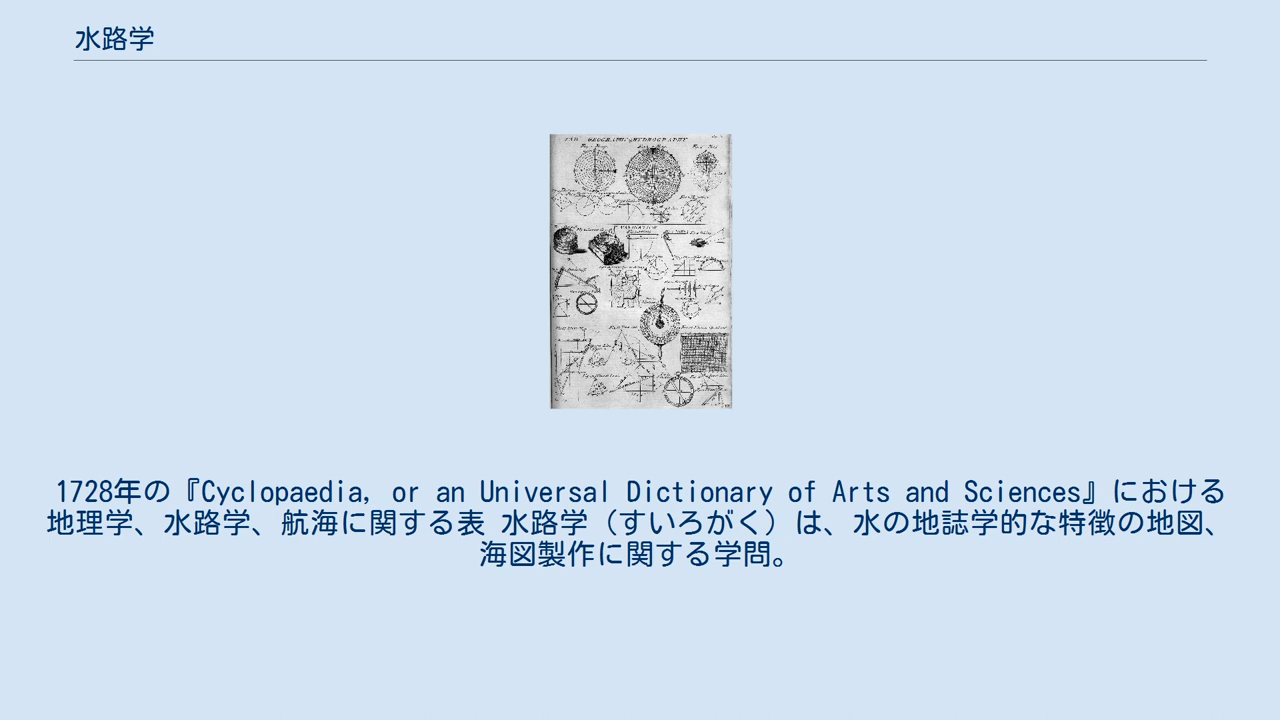 水路学
GEOGRAPHY & HYDROGRAPHY
1728年の『Cyclopaedia, or an Universal Dictionary of Arts and Sciences』における
地理学、水路学、航海に関する表 水路学（すいろがく）は、水の地誌学的な特徴の地図、
海図製作に関する学問。